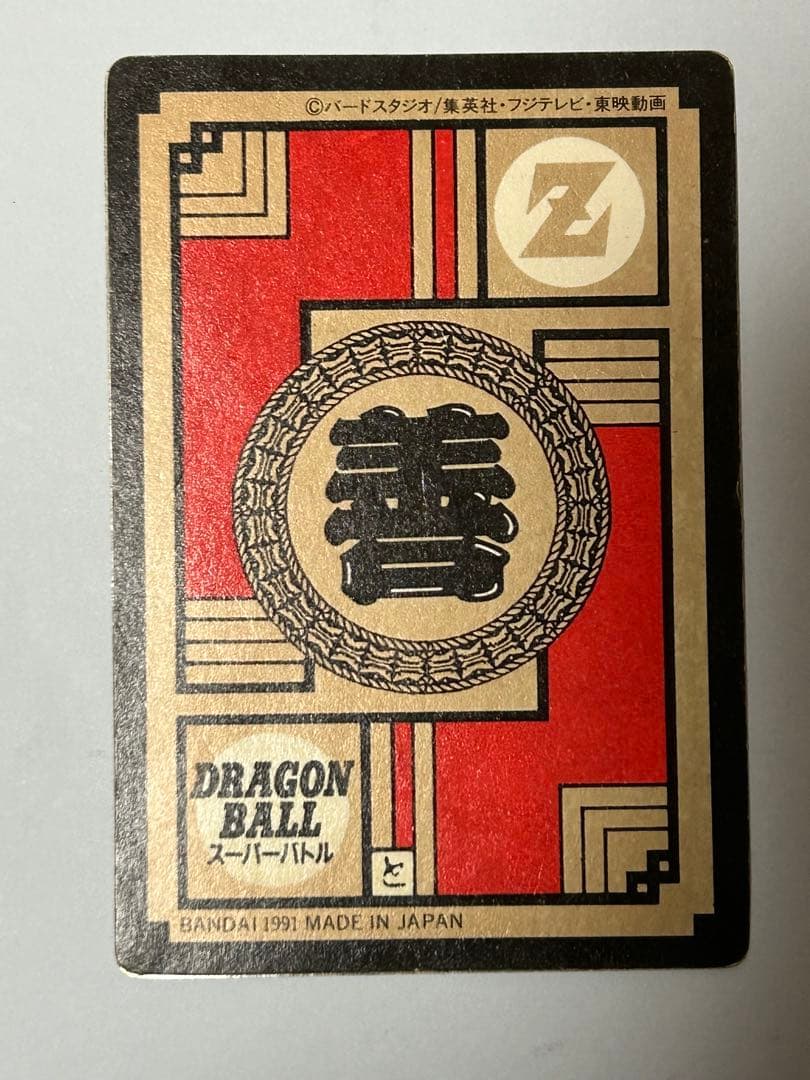 ©バードスタジオ/集英社・フジテレビ・東映動画
Z
善
DRAGON
BALL
スーパーバトル
と
BANDAI 1991 MADE IN JAPAN